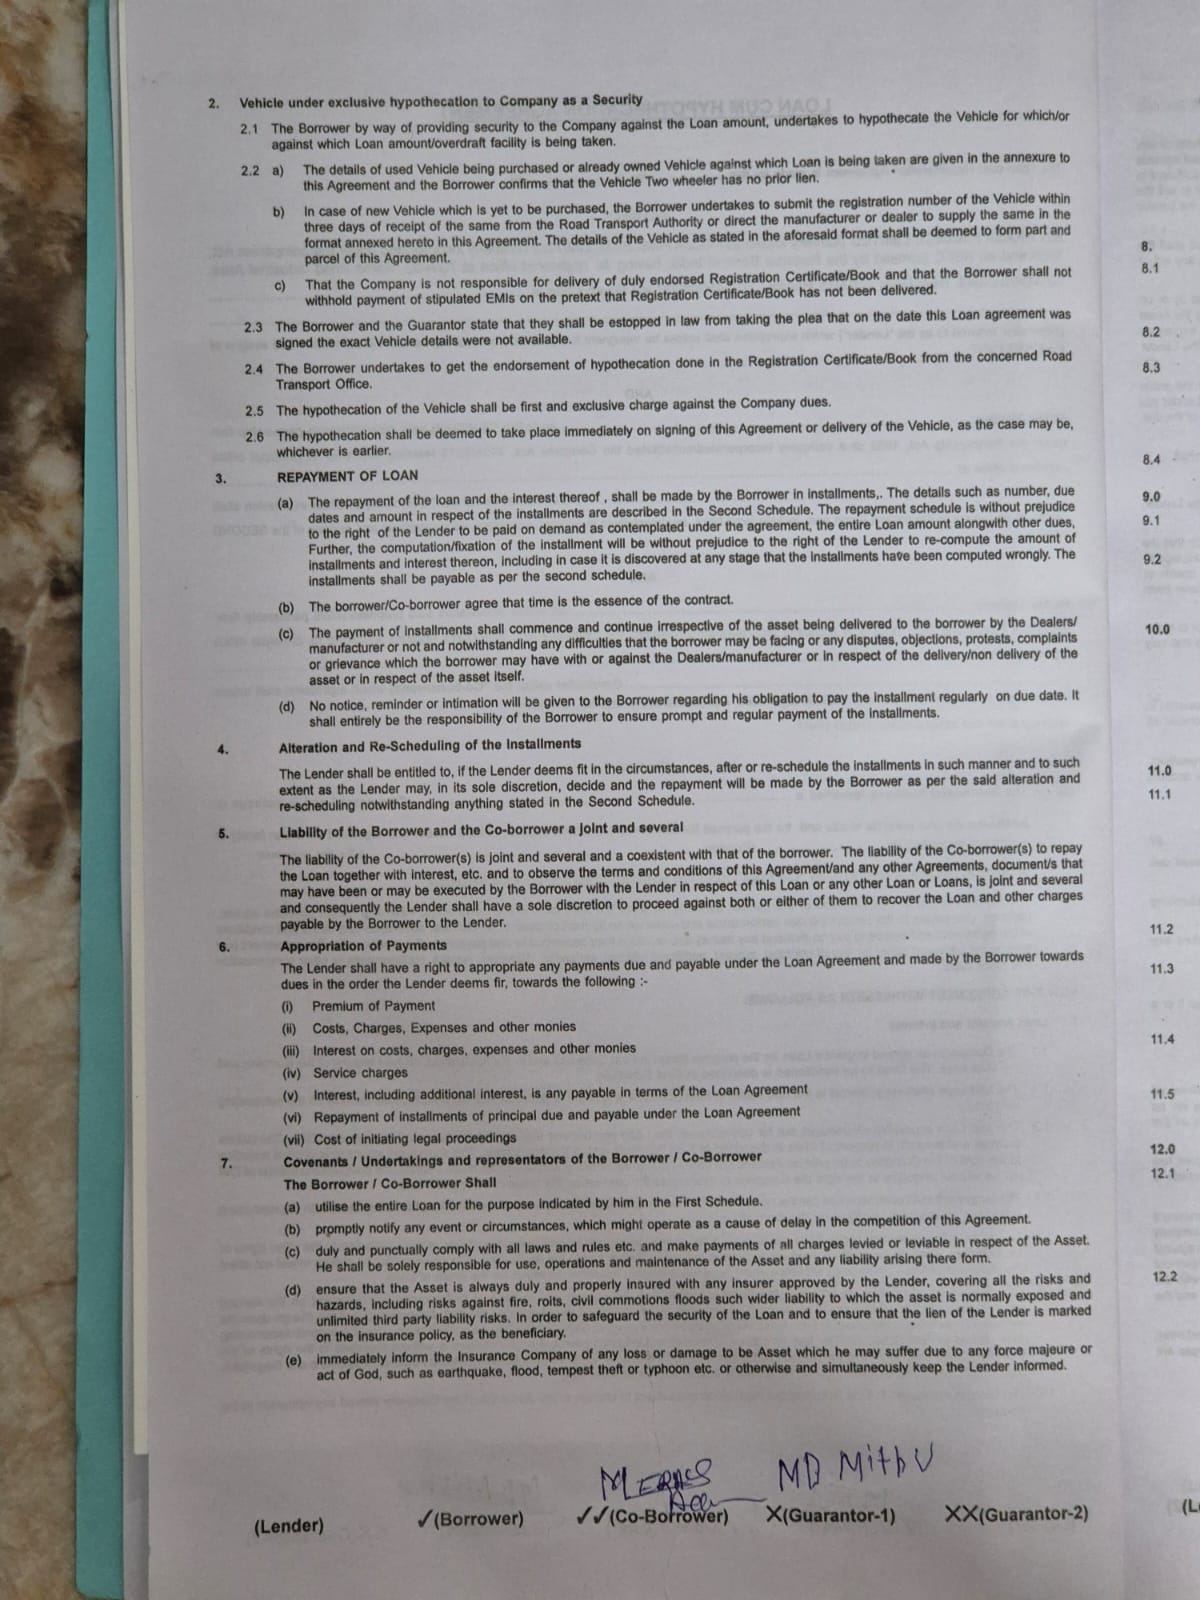 2. Vehicle under exclusive hypothecation to Company as a Security
2.1 The Borrower by way of providing security to the Company against the Loan amount, undertakes to hypothecate the Vehicle for which/or
against which Loan amount/overdraft facility is being taken.
2.2 a) The details of used Vehicle being purchased or already owned Vehicle against which Loan is being taken are given in the annexure to
this Agreement and the Borrower confirms that the Vehicle Two wheeler has no prior lien.
b) In case of new Vehicle which is yet to be purchased, the Borrower undertakes to submit the registration number of the Vehicle within
three days of receipt of the same from the Road Transport Authority or direct the manufacturer or dealer to supply the same in the
format annexed hereto in this Agreement. The details of the Vehicle as stated in the aforesaid format shall be deemed to form part and
parcel of this Agreement.
c) That the Company is not responsible for delivery of duly endorsed Registration Certificate/Book and that the Borrower shall not
withhold payment of stipulated EMIs on the pretext that Registration Certificate/Book has not been delivered.
2.3 The Borrower and the Guarantor state that they shall be estopped in law from taking the plea that on the date this Loan agreement was
signed the exact Vehicle details were not available.
2.4 The Borrower undertakes to get the endorsement of hypothecation done in the Registration Certificate/Book from the concerned Road
Transport Office.
2.5 The hypothecation of the Vehicle shall be first and exclusive charge against the Company dues.
2.6 The hypothecation shall be deemed to take place immediately on signing of this Agreement or delivery of the Vehicle, as the case may be,
whichever is earlier.
3. REPAYMENT OF LOAN
(a) The repayment of the loan and the interest thereof , shall be made by the Borrower in installments,. The details such as number, due
dates and amount in respect of the installments are described in the Second Schedule. The repayment schedule is without prejudice
to the right of the Lender to be paid on demand as contemplated under the agreement, the entire Loan amount alongwith other dues,
Further, the computation/fixation of the installment will be without prejudice to the right of the Lender to re-compute the amount of
installments and interest thereon, including in case it is discovered at any stage that the installments have been computed wrongly. The
installments shall be payable as per the second schedule.
(b) The borrower/Co-borrower agree that time is the essence of the contract.
(c) The payment of installments shall commence and continue irrespective of the asset being delivered to the borrower by the Dealers/
manufacturer or not and notwithstanding any difficulties that the borrower may be facing or any disputes, objections, protests, complaints
or grievance which the borrower may have with or against the Dealers/manufacturer or in respect of the delivery/non delivery of the
asset or in respect of the asset itself.
(d) No notice, reminder or intimation will be given to the Borrower regarding his obligation to pay the installment regularly on due date. It
shall entirely be the responsibility of the Borrower to ensure prompt and regular payment of the installments.
4. Alteration and Re-Scheduling of the Installments
The Lender shall be entitled to, if the Lender deems fit in the circumstances, after or re-schedule the installments in such manner and to such
extent as the Lender may, in its sole discretion, decide and the repayment will be made by the Borrower as per the said alteration and
re-scheduling notwithstanding anything stated in the Second Schedule.
5. Liability of the Borrower and the Co-borrower a joint and several
The liability of the Co-borrower(s) is joint and several and a coexistent with that of the borrower. The liability of the Co-borrower(s) to repay
the Loan together with interest, etc. and to observe the terms and conditions of this Agreement/and any other Agreements, document/s that
may have been or may be executed by the Borrower with the Lender in respect of this Loan or any other Loan or Loans, is joint and several
and consequently the Lender shall have a sole discretion to proceed against both or either of them to recover the Loan and other charges
payable by the Borrower to the Lender.
6. Appropriation of Payments
The Lender shall have a right to appropriate any payments due and payable under the Loan Agreement and made by the Borrower towards
dues in the order the Lender deems fir, towards the following :-
(i) Premium of Payment
(ii) Costs, Charges, Expenses and other monies
(iii) Interest on costs, charges, expenses and other monies
(iv) Service charges
(v) Interest, including additional interest, is any payable in terms of the Loan Agreement
(vi) Repayment of installments of principal due and payable under the Loan Agreement
(vii) Cost of initiating legal proceedings
7. Covenants / Undertakings and representators of the Borrower / Co-Borrower
The Borrower / Co-Borrower Shall
(a) utilise the entire Loan for the purpose indicated by him in the First Schedule.
(b) promptly notify any event or circumstances, which might operate as a cause of delay in the competition of this Agreement.
(c) duly and punctually comply with all laws and rules etc. and make payments of all charges levied or leviable in respect of the Asset.
He shall be solely responsible for use, operations and maintenance of the Asset and any liability arising there form.
(d) ensure that the Asset is always duly and properly insured with any insurer approved by the Lender, covering all the risks and
hazards, including risks against fire, roits, civil commotions floods such wider liability to which the asset is normally exposed and
unlimited third party liability risks. In order to safeguard the security of the Loan and to ensure that the lien of the Lender is marked
on the insurance policy, as the beneficiary.
(e) immediately inform the Insurance Company of any loss or damage to be Asset which he may suffer due to any force majeure or
act of God, such as earthquake, flood, tempest theft or typhoon etc. or otherwise and simultaneously keep the Lender informed.
MD Mithu
(Lender) ✓(Borrower) ✓✓(Co-Borrower) X(Guarantor-1) XX(Guarantor-2)
8.
8.1
8.2
8.3
8.4
9.0
9.1
9.2
10.0
11.0
11.1
11.2
11.3
11.4
11.5
12.0
12.1
12.2